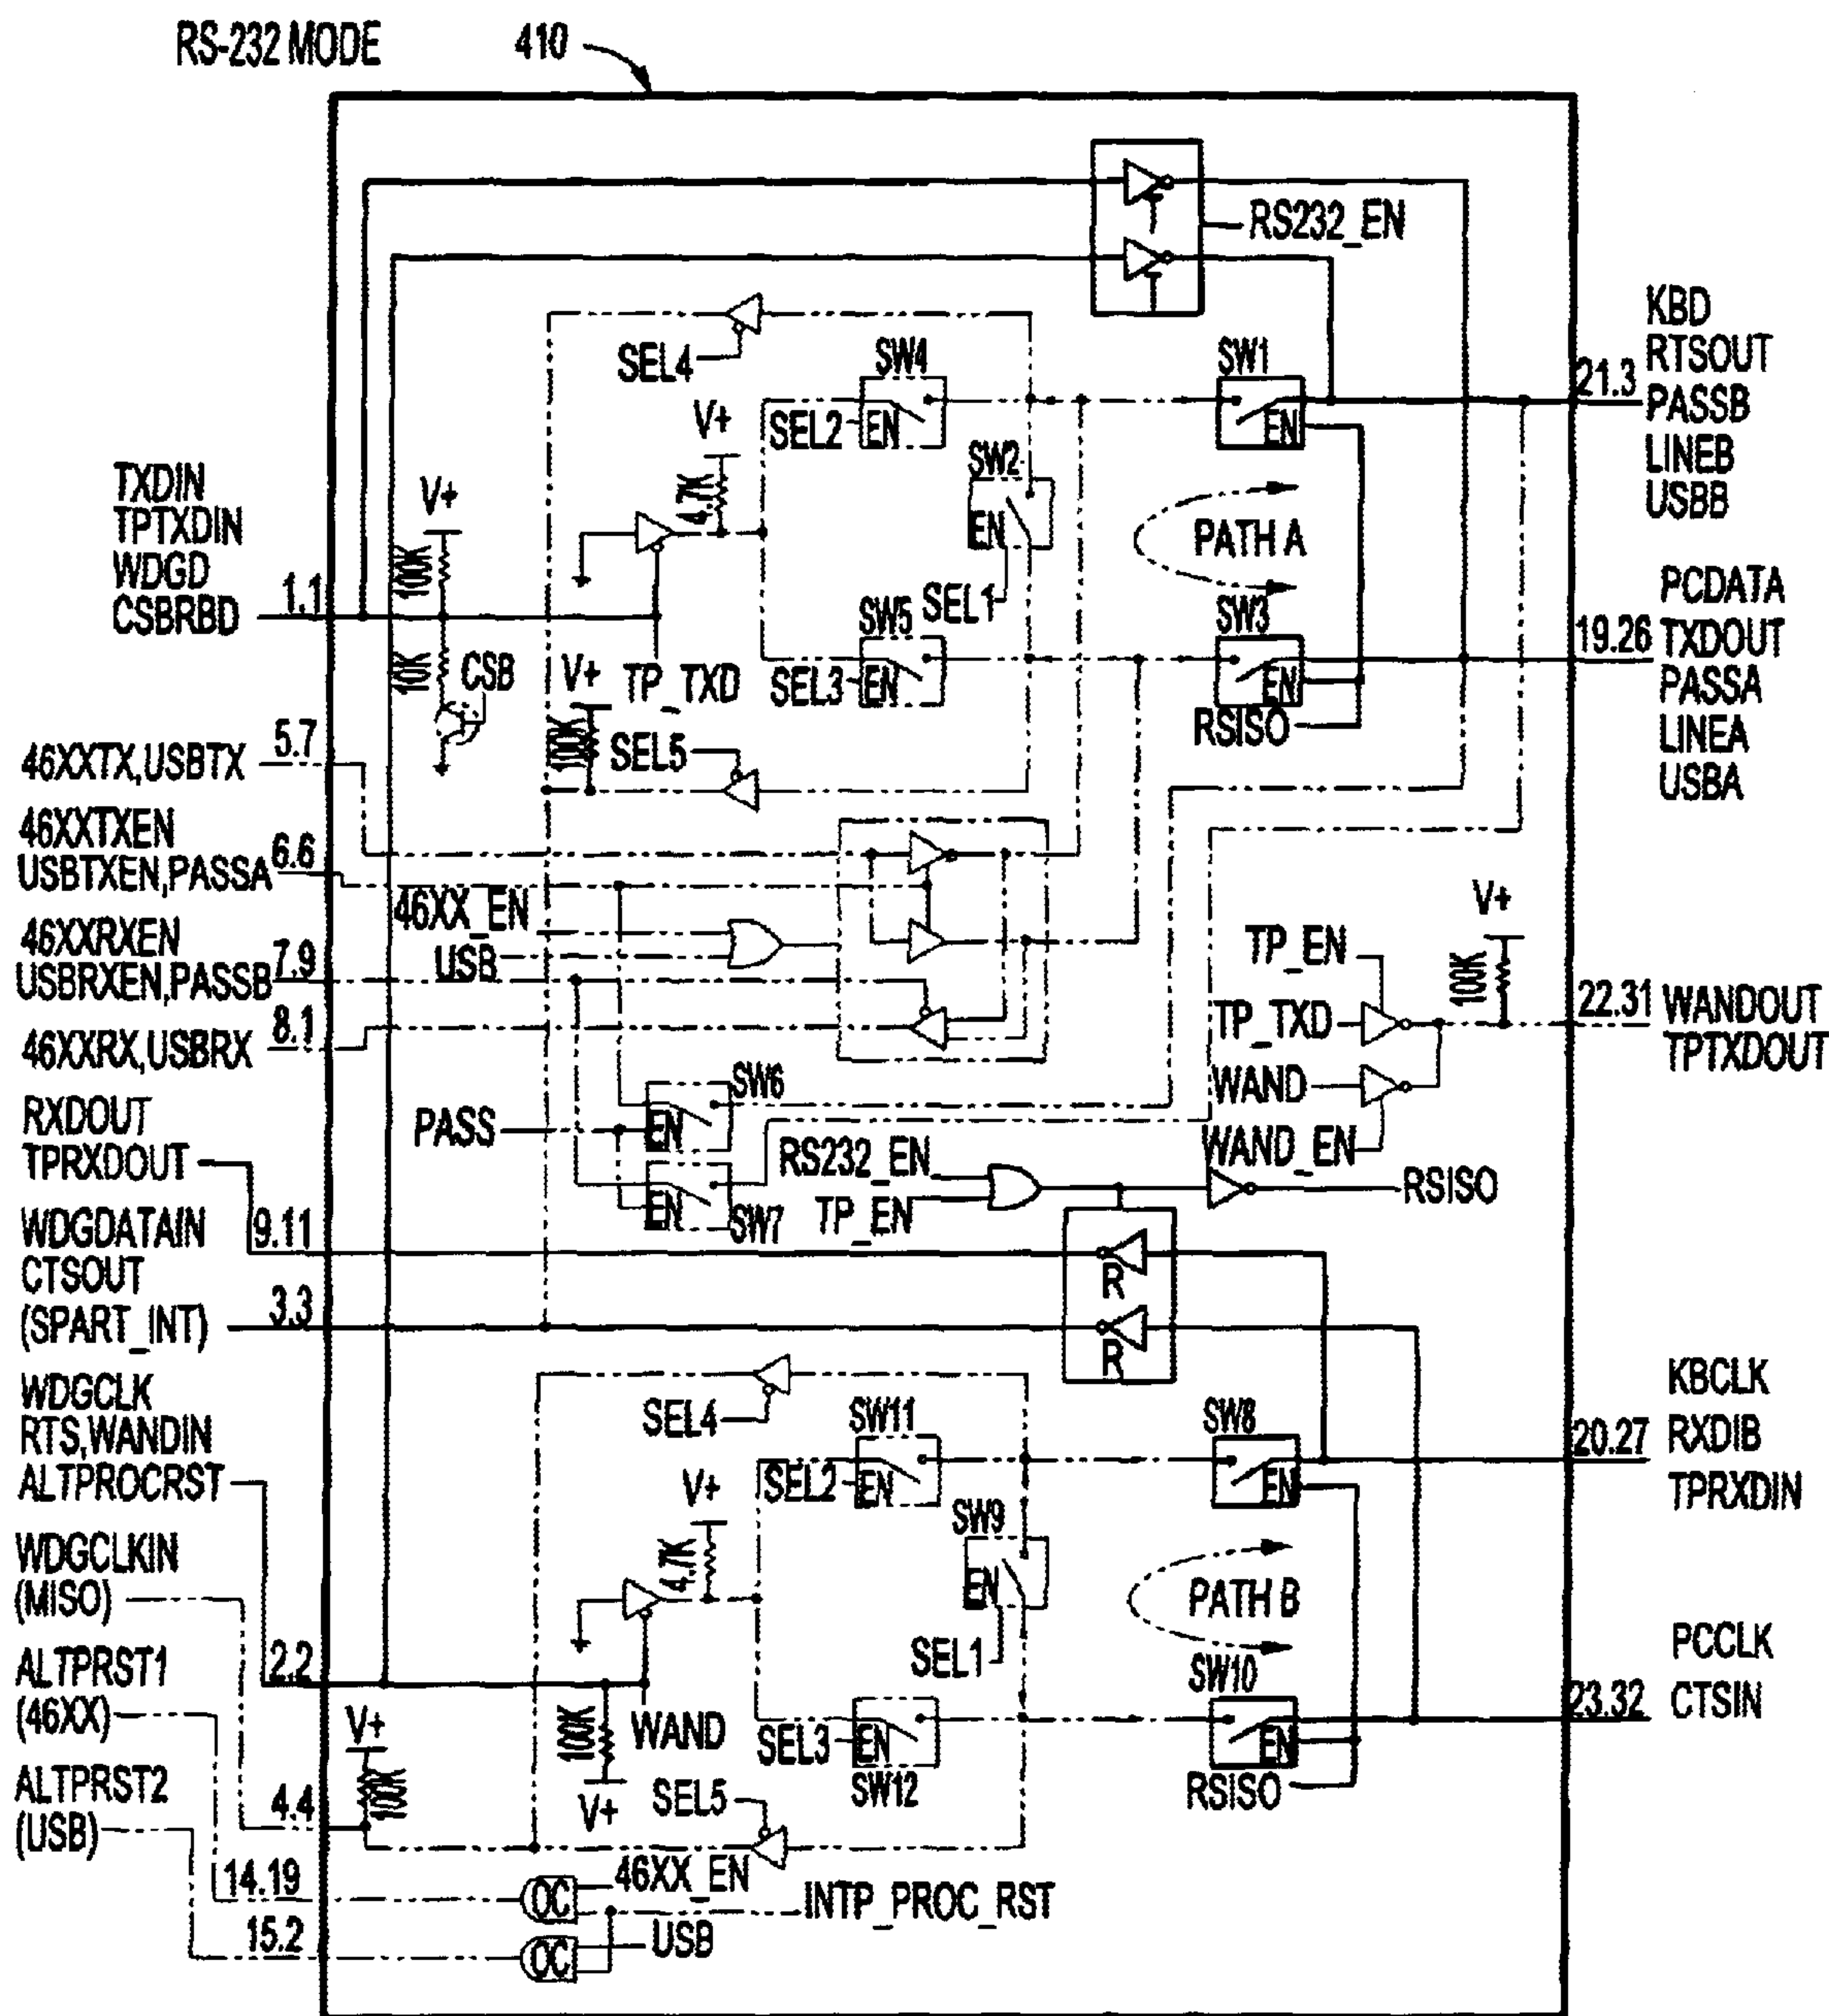 RS-232 MODE
410
RS232_EN
KBD
RTSOUT
21.3
PASSB
LINEB
USBB
SEL4
SW4
SW1
SEL2
EN
EN
V+
4.7K
SW2
EN
SEL1
PATH A
TXDIN
TPTXDIN
WDGD
CSBRBD
1.1
V+
100K
10K
CSB
TP_TXD
SW5
SEL3
EN
SW3
EN
RSISO
PCDATA
19.26
TXDOUT
PASSA
LINEA
USBA
V+
100K
SEL5
46XXTX,USBTX
5.7
46XXTXEN
USBTXEN,PASSA
6.6
46XXRXEN
USBRXEN,PASSB
7.9
46XXRX,USBRX
8.1
46XX_EN
USB
V+
100K
TP_EN
TP_TXD
WAND
WAND_EN
22.31
WANDOUT
TPTXDOUT
RXDOUT
TPRXDOUT
9.11
PASS
SW6
EN
EN
SW7
RS232_EN
TP_EN
RSISO
R
R
WDGDATAIN
CTSOUT
(SPART_INT)
3.3
WDGCLK
RTS,WANDIN
ALTPROCRST
2.2
SEL4
SW11
SEL2
EN
SW8
EN
KBCLK
20.27
RXDIB
TPRXDIN
V+
4.7K
SW9
EN
SEL1
PATH B
WDGCLKIN
(MISO)
4.4
V+
100K
WAND
100K
V+
SEL3
EN
SW12
SW10
EN
RSISO
PCCLK
CTSIN
23.32
SEL5
ALTPRST1
(46XX)
14.19
ALTPRST2
(USB)
15.2
OC
46XX_EN
INTP_PROC_RST
OC
USB